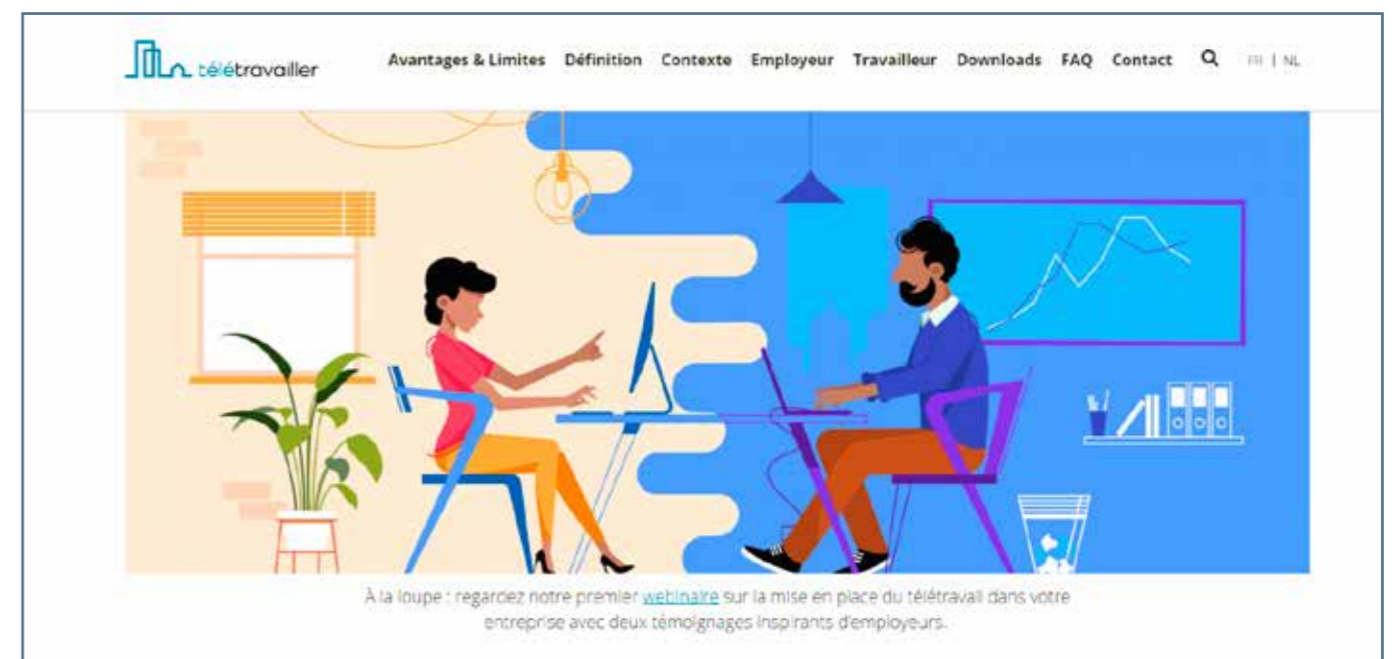 télétravailler
Avantages & Limites Définition Contexte Employeur Travailleur Downloads FAQ Contact FR | NL
À la loupe : regardez notre premier webinaire sur la mise en place du télétravail dans votre
entreprise avec deux témoignages inspirants d'employeurs.